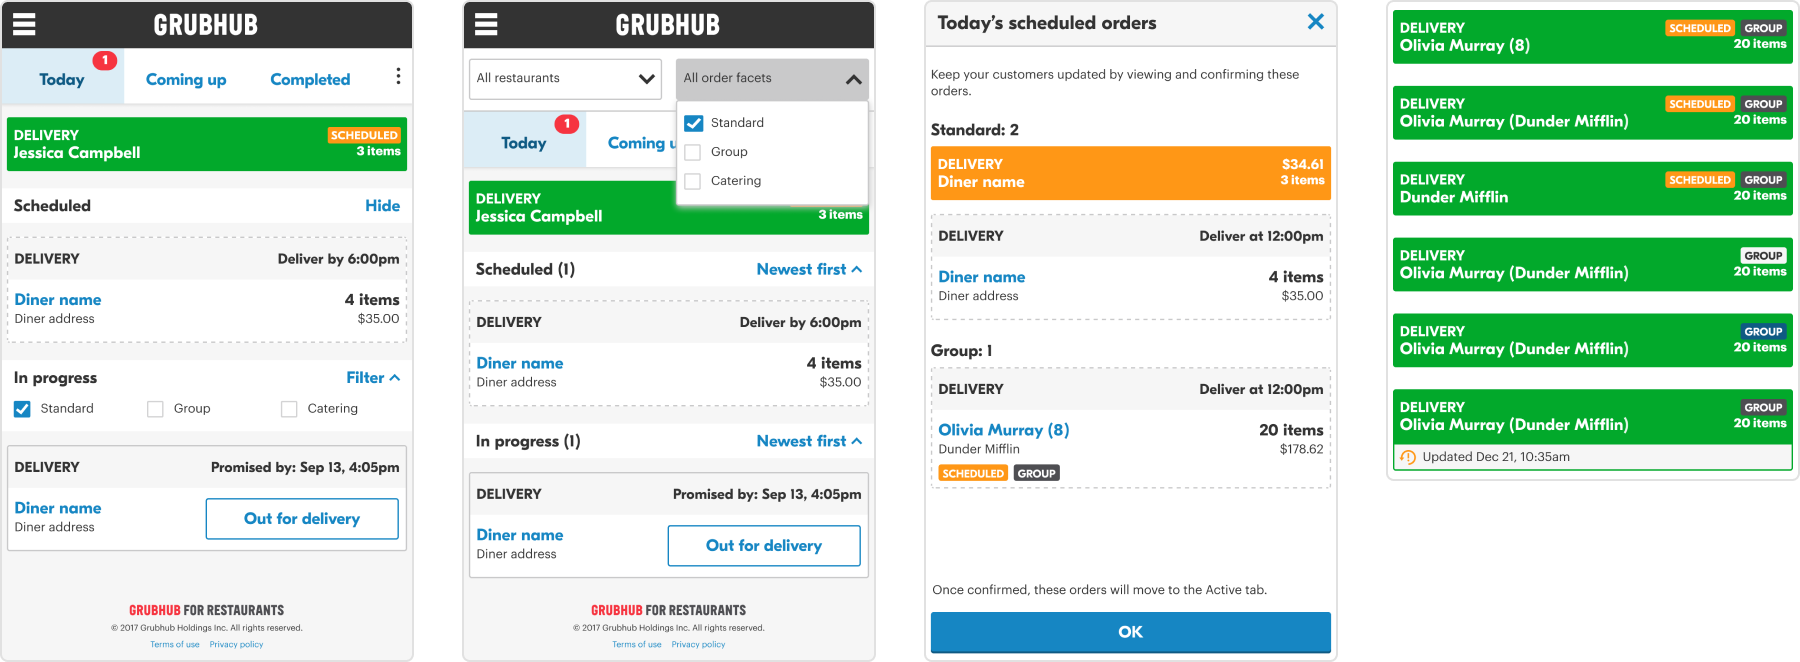 GRUBHUB
Today
1
Coming up
Completed
DELIVERY
SCHEDULED
Jessica Campbell
3 items
Scheduled
Hide
DELIVERY
Deliver by 6:00pm
Diner name
4 items
Diner address
$35.00
In progress
Filter
Standard
Group
Catering
DELIVERY
Promised by: Sep 13, 4:05pm
Diner name
Diner address
Out for delivery
GRUBHUB FOR RESTAURANTS
© 2017 Grubhub Holdings Inc. All rights reserved.
Terms of use Privacy policy
GRUBHUB
All restaurants
All order facets
Standard
Group
Catering
Today
1
Coming
DELIVERY
Jessica Campbell
3 items
Scheduled (1)
Newest first
DELIVERY
Deliver by 6:00pm
Diner name
4 items
Diner address
$35.00
In progress (1)
Newest first
DELIVERY
Promised by: Sep 13, 4:05pm
Diner name
Diner address
Out for delivery
GRUBHUB FOR RESTAURANTS
© 2017 Grubhub Holdings Inc. All rights reserved.
Terms of use Privacy policy
Today's scheduled orders
Keep your customers updated by viewing and confirming these
orders.
Standard: 2
DELIVERY
$34.61
Diner name
3 items
DELIVERY
Deliver at 12:00pm
Diner name
4 items
Diner address
$35.00
Group: 1
DELIVERY
Deliver at 12:00pm
Olivia Murray (8)
20 items
Dunder Mifflin
$178.62
SCHEDULED GROUP
Once confirmed, these orders will move to the Active tab.
OK
DELIVERY
SCHEDULED GROUP
Olivia Murray (8)
20 items
DELIVERY
SCHEDULED GROUP
Olivia Murray (Dunder Mifflin)
20 items
DELIVERY
SCHEDULED GROUP
Dunder Mifflin
20 items
DELIVERY
GROUP
Olivia Murray (Dunder Mifflin)
20 items
DELIVERY
GROUP
Olivia Murray (Dunder Mifflin)
20 items
DELIVERY
GROUP
Olivia Murray (Dunder Mifflin)
20 items
Updated Dec 21, 10:35am